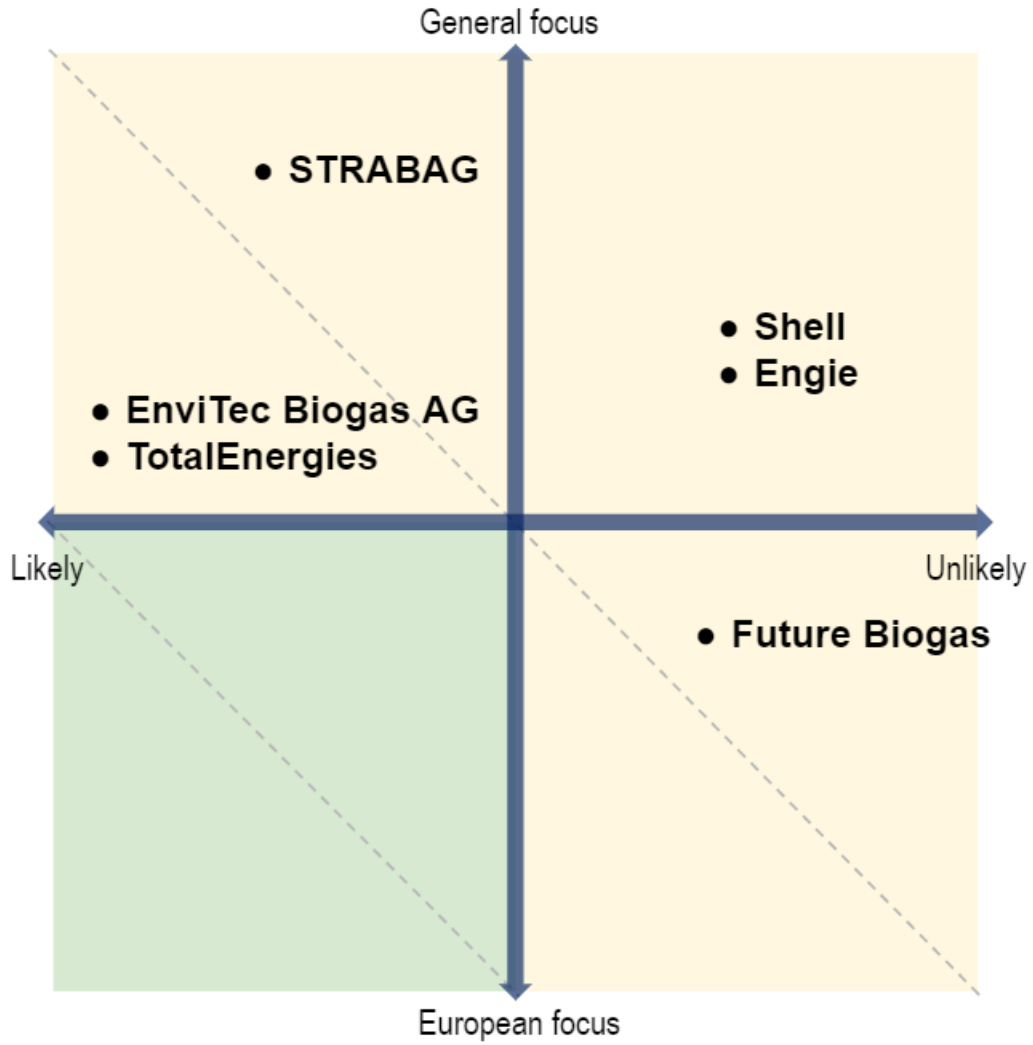 General focus
● STRABAG
● Shell
● Engie
● EnviTec Biogas AG
● TotalEnergies
Likely
Unlikely
● Future Biogas
European focus